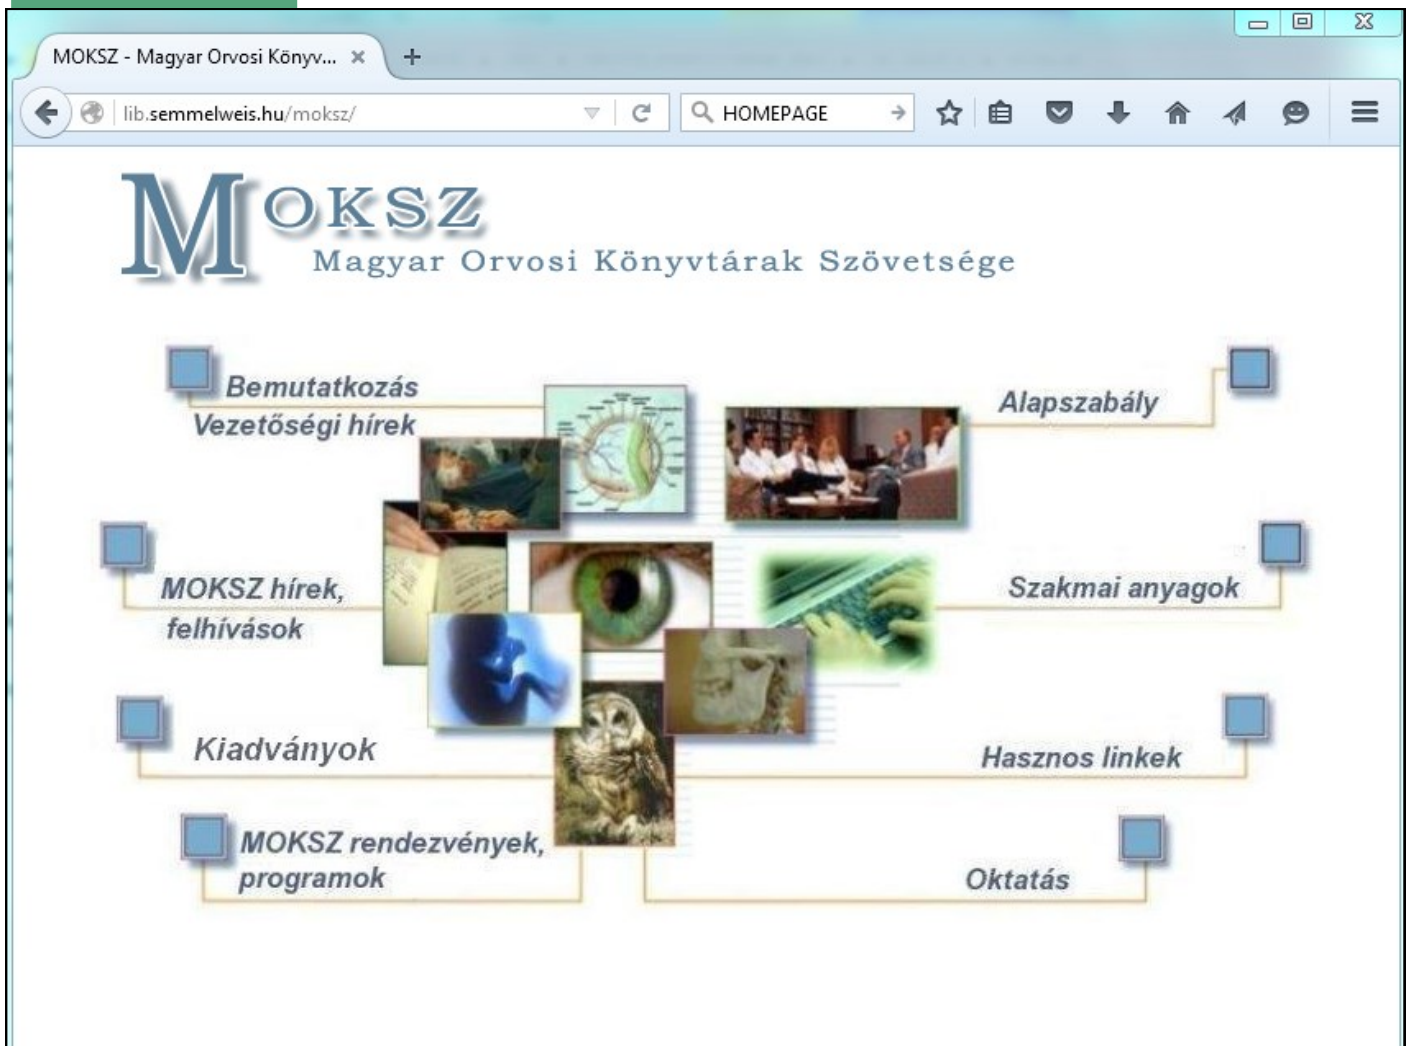 MOKSZ - Magyar Orvosi Könyv...
lib.semmelweis.hu/moksz/
HOMEPAGE
MOKSZ
Magyar Orvosi Könyvtárak Szövetsége
Bemutatkozás
Vezetőségi hírek
Alapszabály
MOKSZ hírek,
felhívások
Szakmai anyagok
Kiadványok
Hasznos linkek
MOKSZ rendezvények,
programok
Oktatás